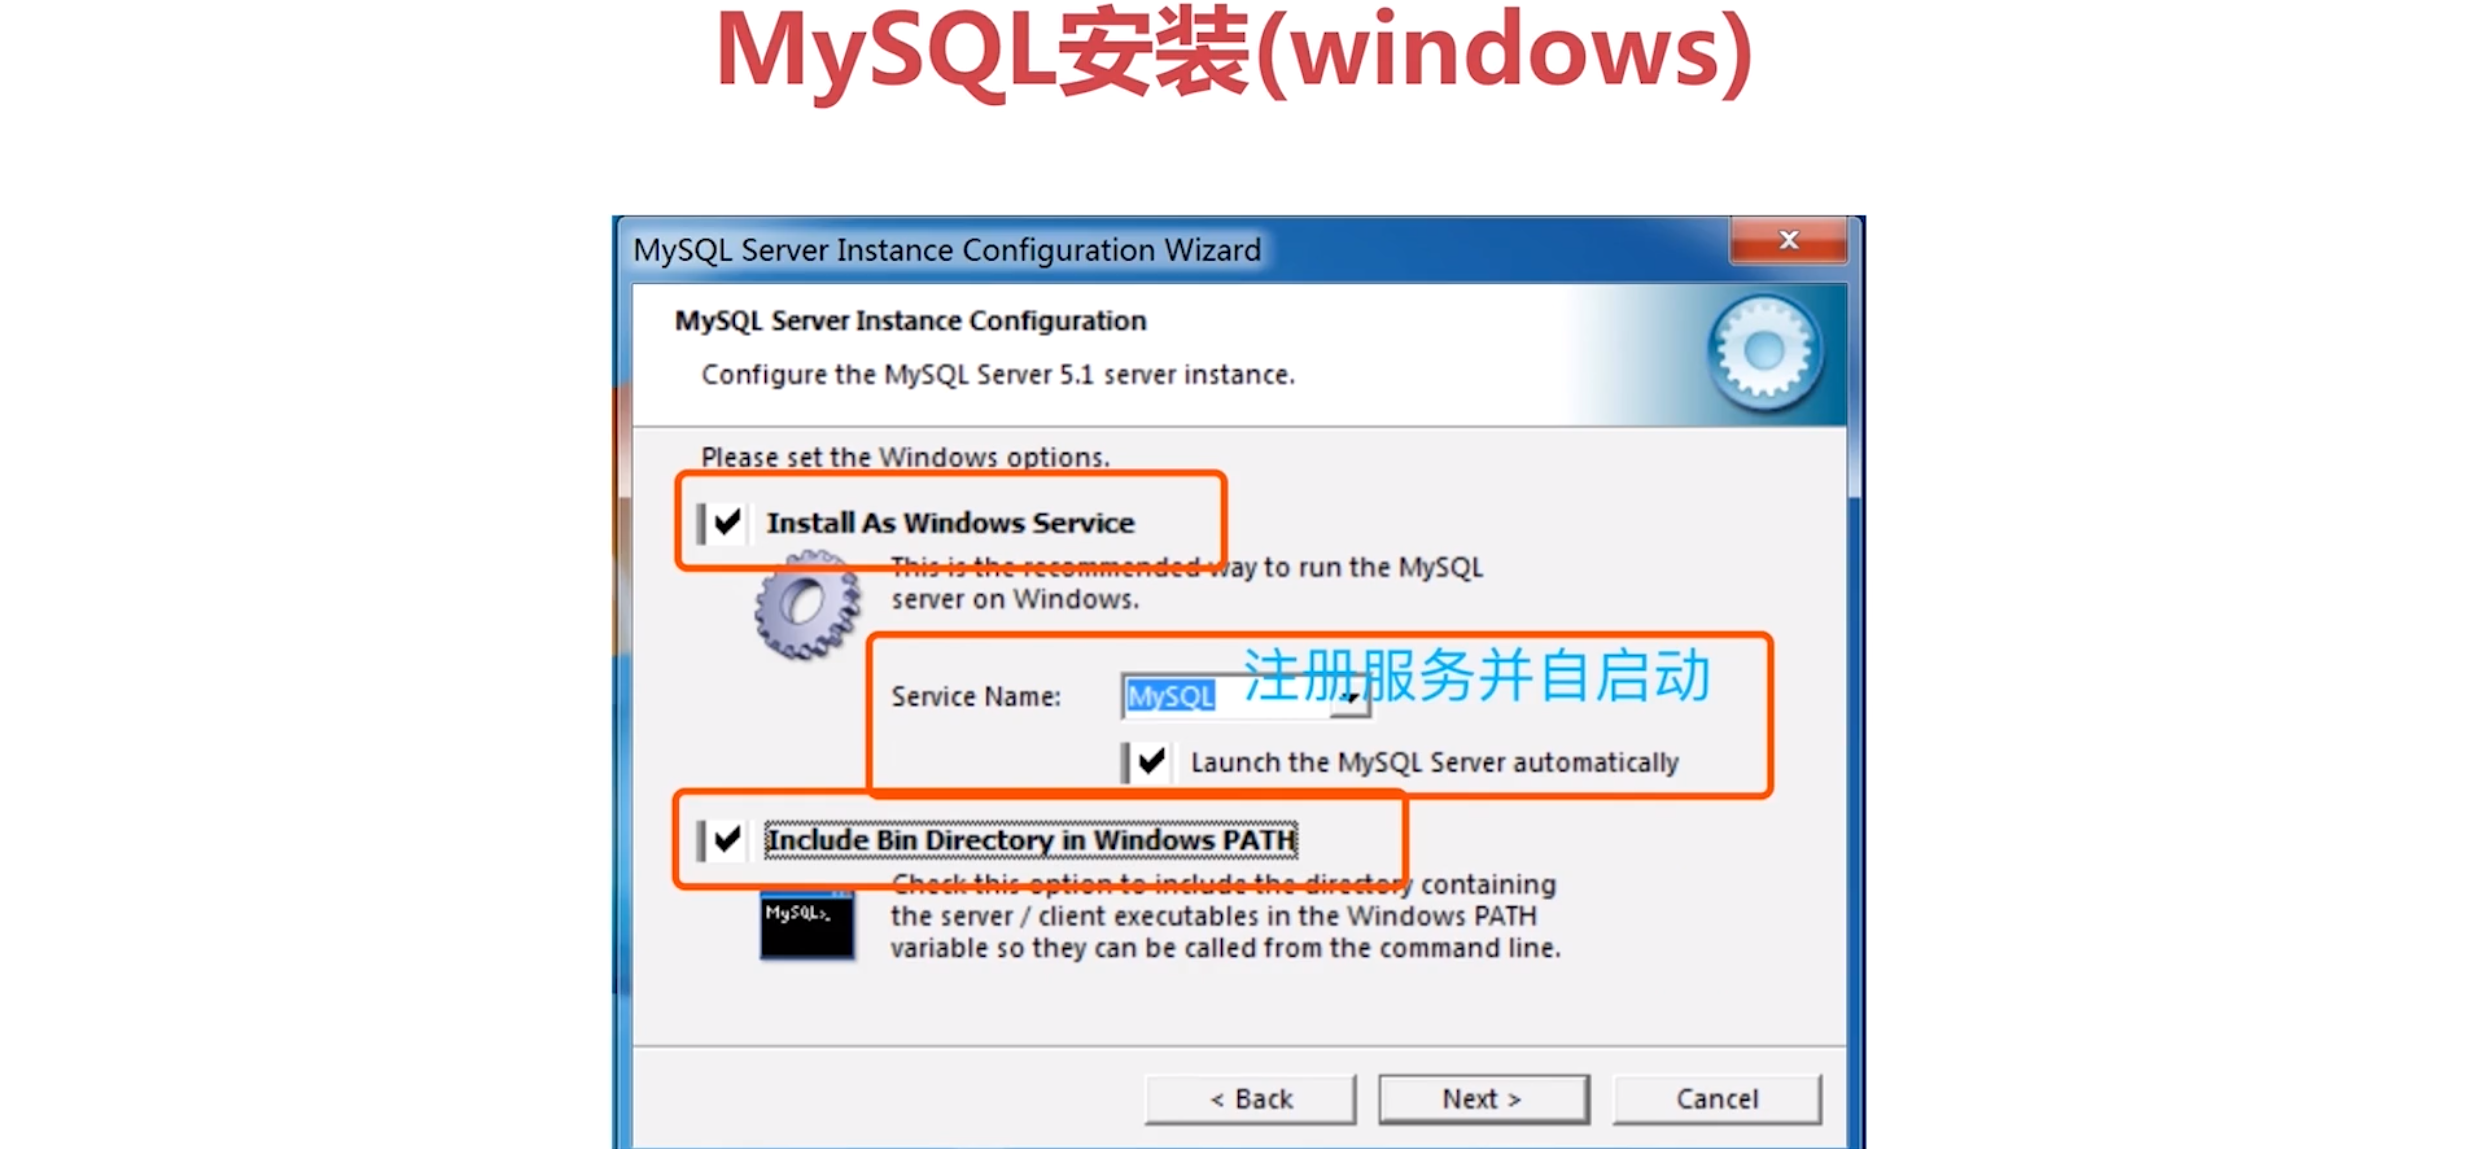 MySQL安装(windows)
MySQL Server Instance Configuration Wizard
MySQL Server Instance Configuration
Configure the MySQL Server 5.1 server instance.
Please set the Windows options.
Install As Windows Service
This is the recommended way to run the MySQL
server on Windows.
注册服务并自启动
Service Name: MySQL
Launch the MySQL Server automatically
Include Bin Directory in Windows PATH
Check this option to include the directory containing
MySQL>_
the server / client executables in the Windows PATH
variable so they can be called from the command line.
< Back Next > Cancel